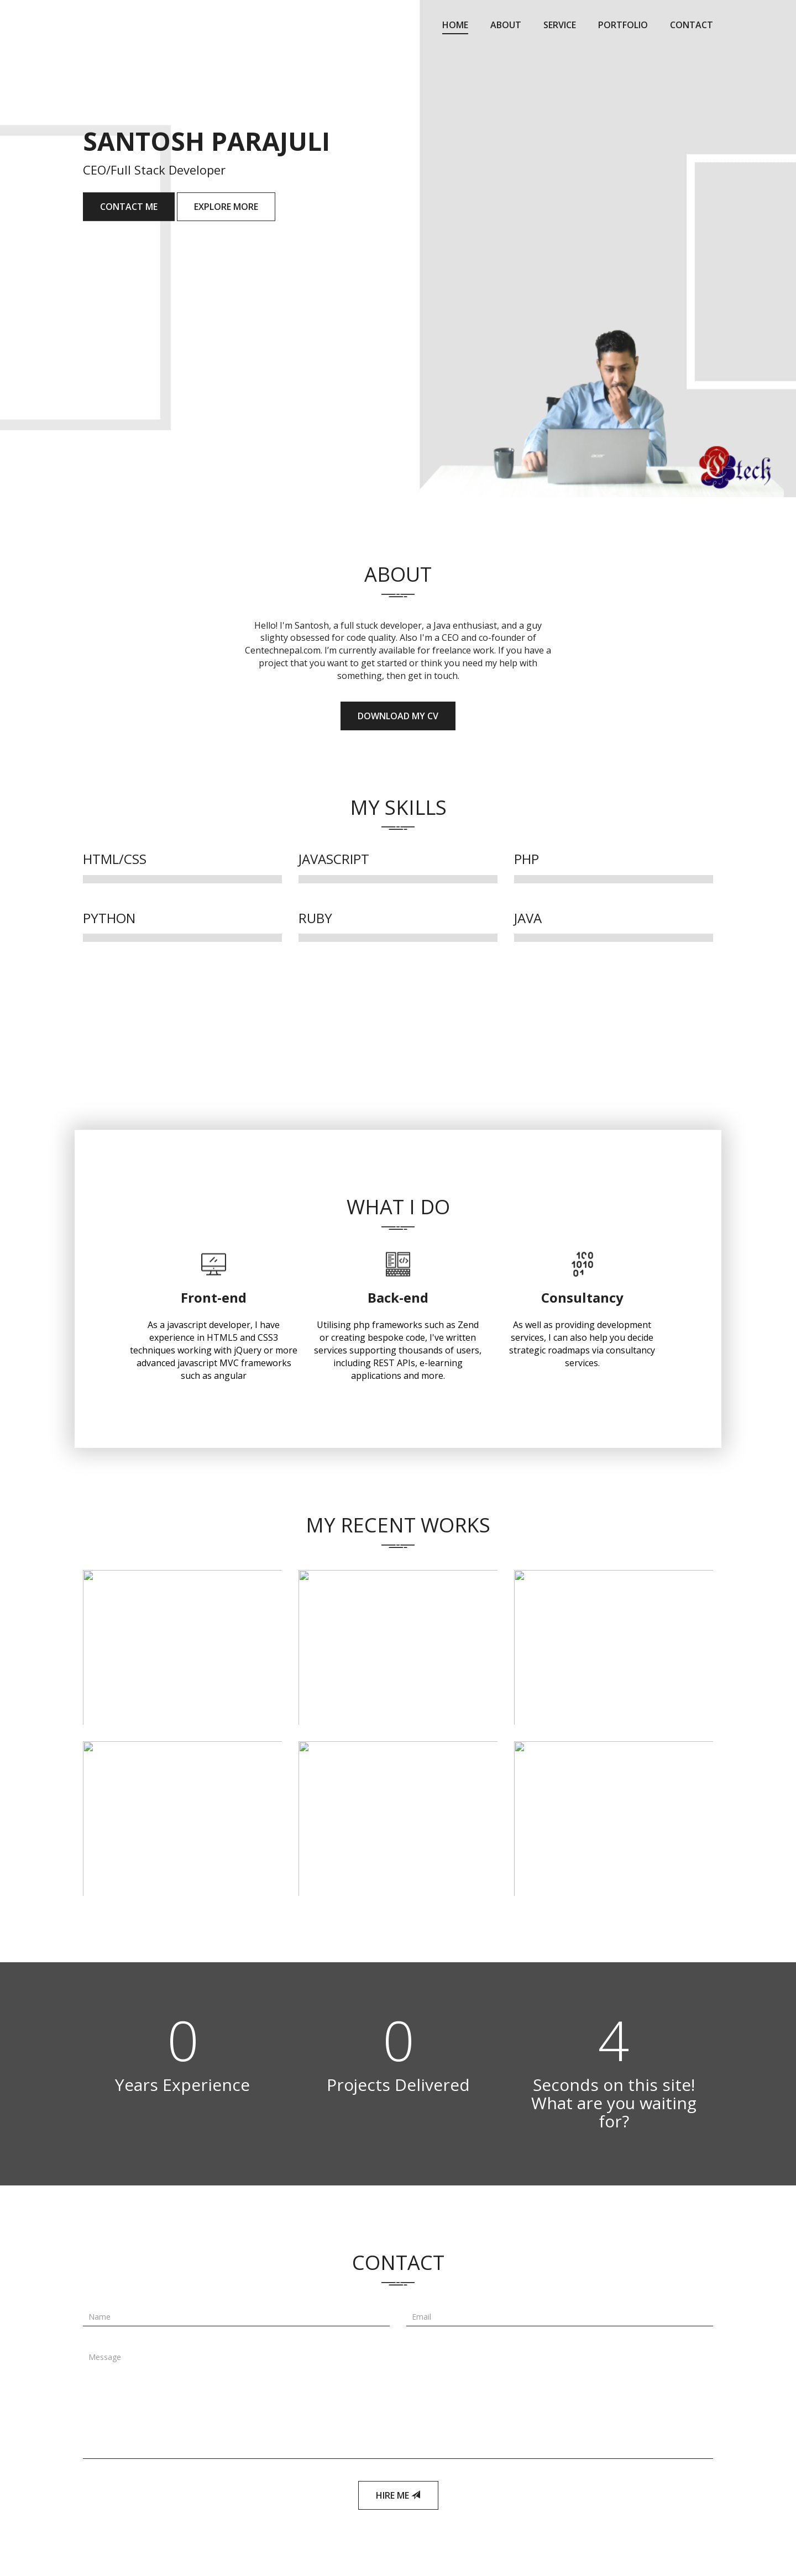 HOME ABOUT SERVICE PORTFOLIO CONTACT
SANTOSH PARAJULI
CEO/Full Stack Developer
CONTACT ME EXPLORE MORE
acer
Ctech
ABOUT
Hello! I'm Santosh, a full stuck developer, a Java enthusiast, and a guy
slighty obsessed for code quality. Also I'm a CEO and co-founder of
Centechnepal.com. I'm currently available for freelance work. If you have a
project that you want to get started or think you need my help with
something, then get in touch.
DOWNLOAD MY CV
MY SKILLS
HTML/CSS JAVASCRIPT PHP
PYTHON RUBY JAVA
WHAT I DO
100
1010
01
Front-end
As a javascript developer, I have
experience in HTML5 and CSS3
techniques working with jQuery or more
advanced javascript MVC frameworks
such as angular
Back-end
Utilising php frameworks such as Zend
or creating bespoke code, I've written
services supporting thousands of users,
including REST APIs, e-learning
applications and more.
Consultancy
As well as providing development
services, I can also help you decide
strategic roadmaps via consultancy
services.
MY RECENT WORKS
0
Years Experience
0
Projects Delivered
4
Seconds on this site!
What are you waiting
for?
CONTACT
Name Email
Message
HIRE ME